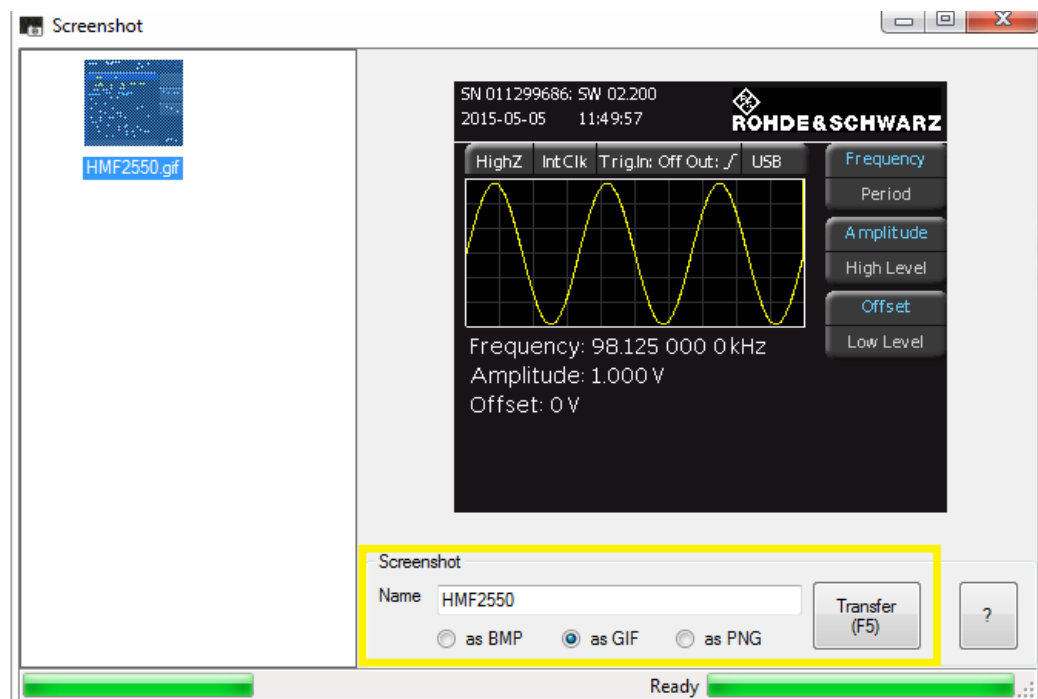 Screenshot
HMF2550.gif
SN 011299686; SW 02.200
2015-05-05 11:49:57
ROHDE&SCHWARZ
HighZ IntClk Trig.In: Off Out: USB
Frequency
Period
Amplitude
High Level
Offset
Low Level
Frequency: 98.125 000 0 kHz
Amplitude: 1.000 V
Offset: 0 V
Screenshot
Name HMF2550
as BMP as GIF as PNG
Transfer
(F5)
?
Ready